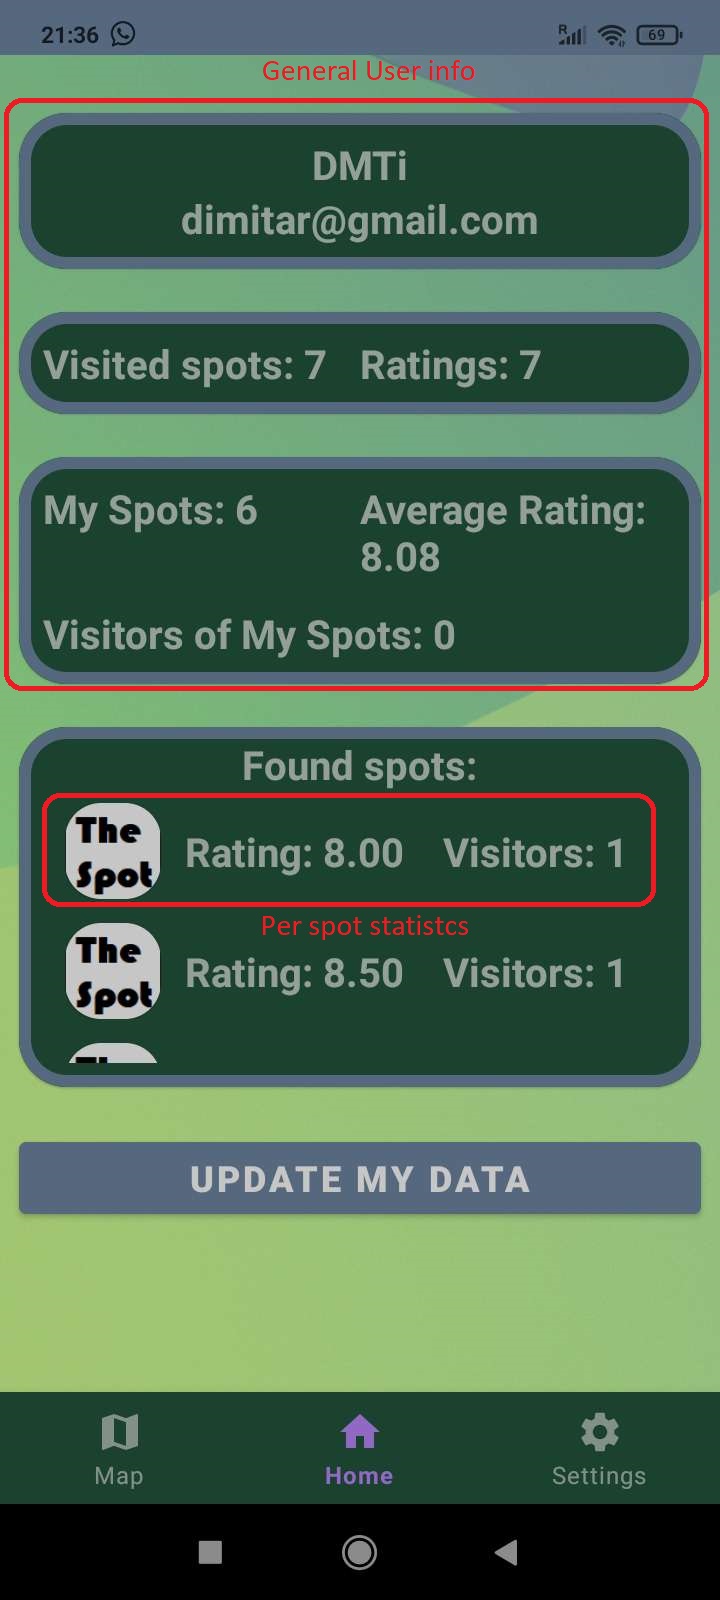 21:36
R
69
General User info
DMTi
dimitar@gmail.com
Visited spots: 7 Ratings: 7
My Spots: 6
Average Rating:
8.08
Visitors of My Spots: 0
Found spots:
The
Spot
Rating: 8.00 Visitors: 1
Per spot statistcs
The
Spot
Rating: 8.50 Visitors: 1
UPDATE MY DATA
Map Home Settings